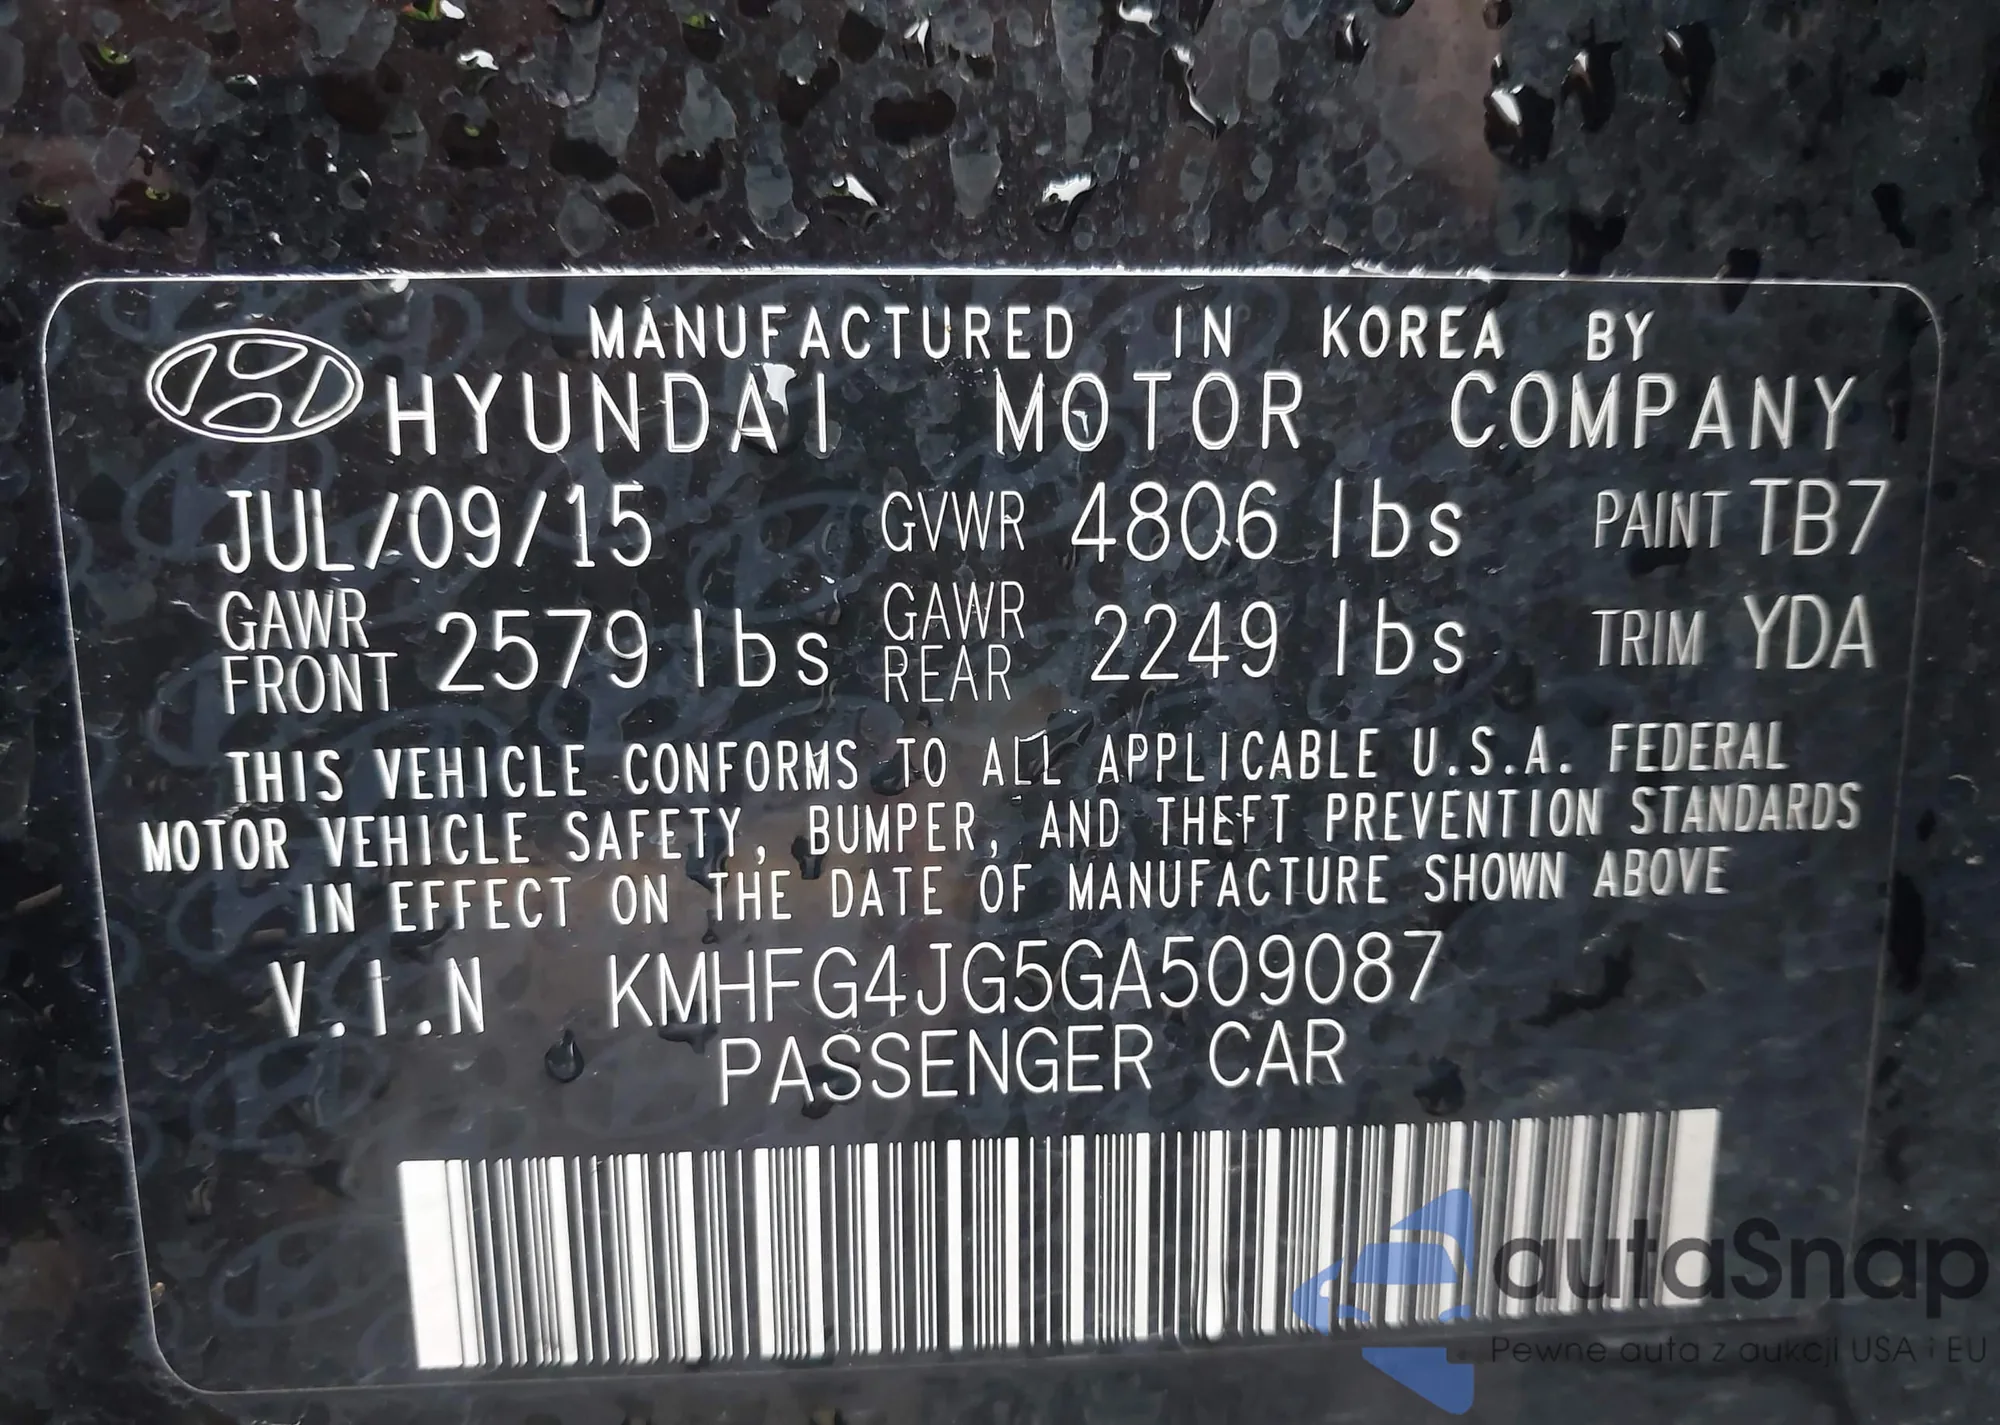 MANUFACTURED IN KOREA BY
HYUNDAI MOTOR COMPANY
JUL/09/15 GVWR 4806 lbs PAINT TB7
GAWR FRONT 2579 lbs GAWR REAR 2249 lbs TRIM YDA
THIS VEHICLE CONFORMS TO ALL APPLICABLE U.S.A. FEDERAL
MOTOR VEHICLE SAFETY, BUMPER, AND THEFT PREVENTION STANDARDS
IN EFFECT ON THE DATE OF MANUFACTURE SHOWN ABOVE
V.I.N KMHFG4JG5GA509087
PASSENGER CAR
autaSnap
Pewne auta z aukcji USA i EU